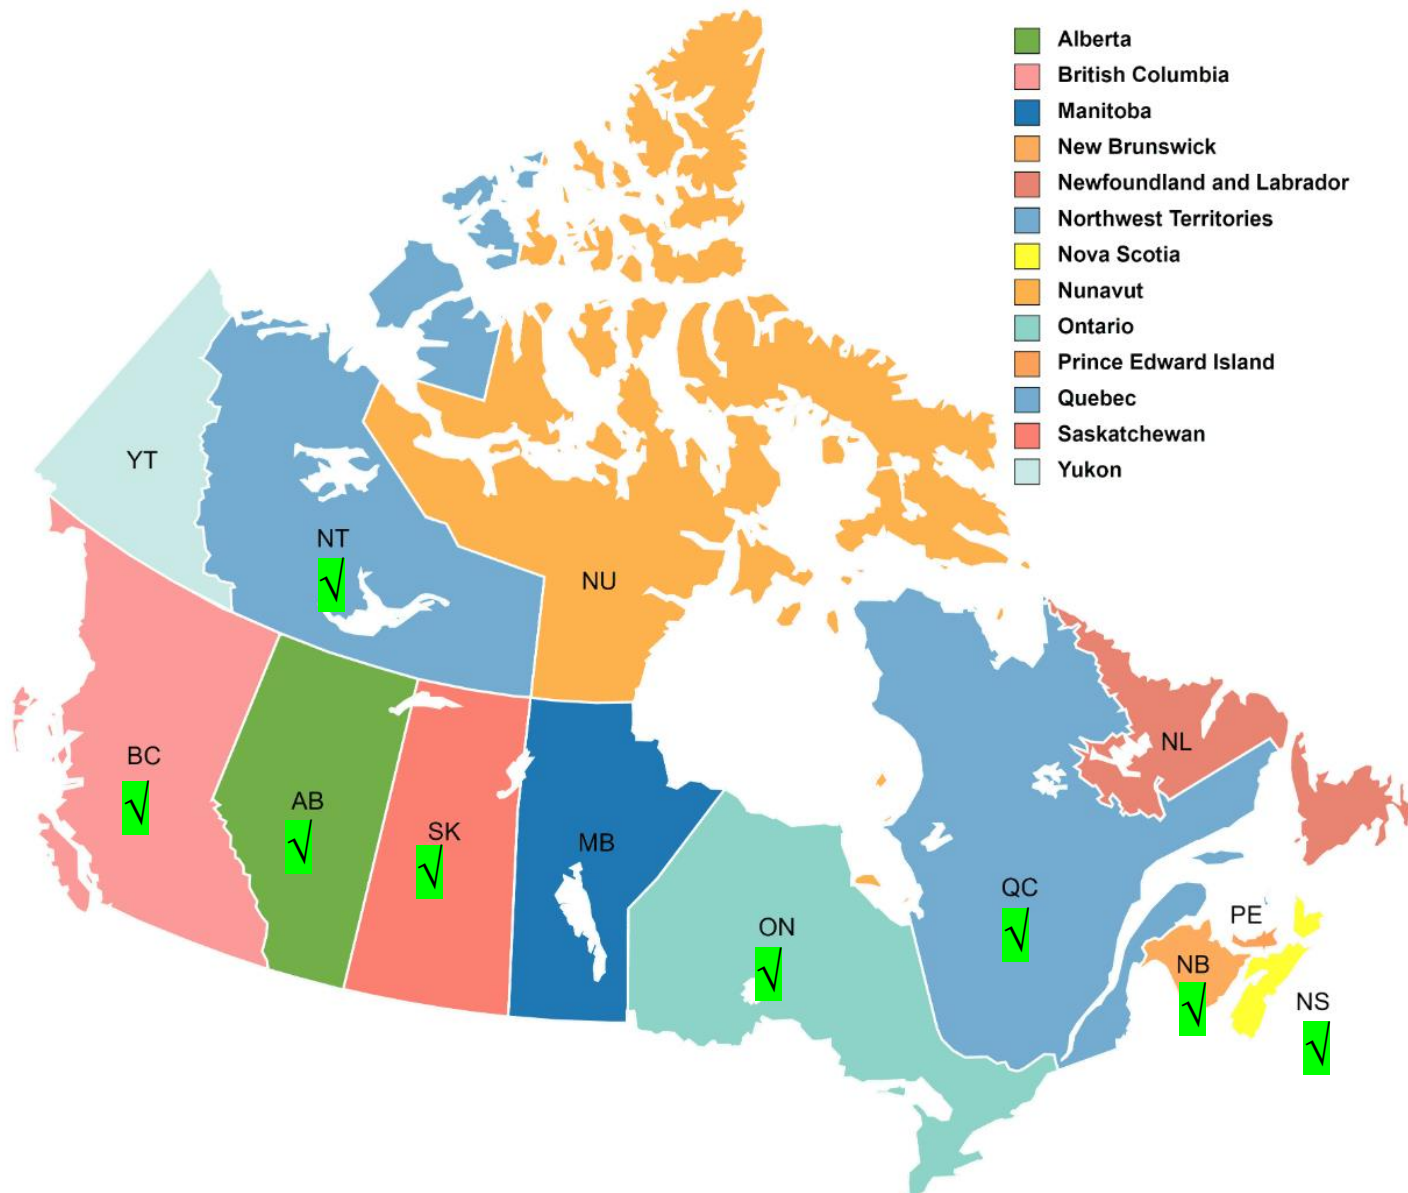 Alberta
British Columbia
Manitoba
New Brunswick
Newfoundland and Labrador
Northwest Territories
Nova Scotia
Nunavut
Ontario
Prince Edward Island
Quebec
Saskatchewan
Yukon
YT
NT
√
NU
BC
√
AB
√
SK
√
MB
ON
√
QC
√
NL
PE
NB
√
NS
√